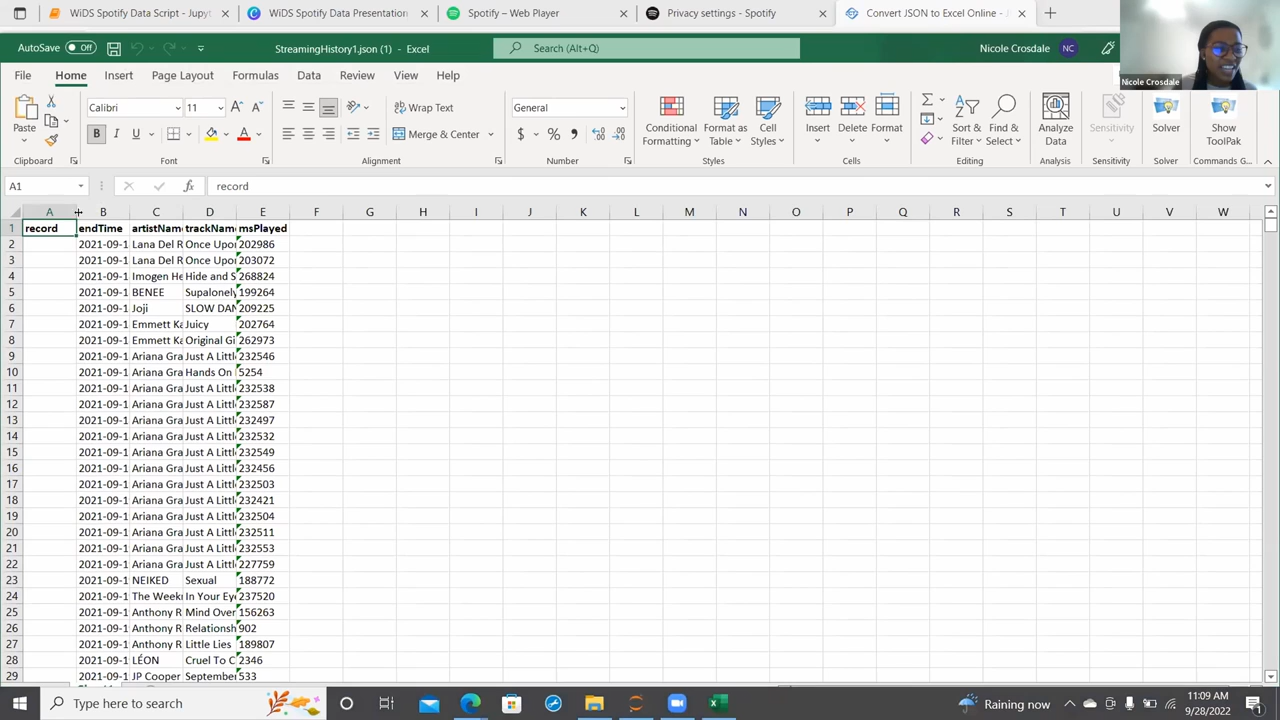 WiDS Spotify Data Script - Jupyt
WiDS Spotify Data Presentation
Spotify – Web Player
Privacy settings - Spotify
Convert JSON to Excel Online -
AutoSave Off
StreamingHistory1.json (1) - Excel
Search (Alt+Q)
Nicole Crosdale NC
Nicole Crosdale
File Home Insert Page Layout Formulas Data Review View Help
Paste
Calibri 11
B I U
Wrap Text
Merge & Center
General
$ % ,
Conditional Formatting
Format as Table
Cell Styles
Insert Delete Format
Sort & Filter
Find & Select
Analyze Data
Sensitivity
Solver
Show ToolPak
Clipboard Font Alignment Number Styles Cells Editing Analysis Sensitivity Solver Commands G...
A1 fx record
A B C D E F G H I J K L M N O P Q R S T U V W
1 record endTime artistName trackName msPlayed
2 2021-09-1 Lana Del R Once Upon 202986
3 2021-09-1 Lana Del R Once Upon 203072
4 2021-09-1 Imogen He Hide and S 268824
5 2021-09-1 BENEE Supalonely 199264
6 2021-09-1 Joji SLOW DAN 209225
7 2021-09-1 Emmett Ka Juicy 202764
8 2021-09-1 Emmett Ka Original Gi 262973
9 2021-09-1 Ariana Gra Just A Littl 232546
10 2021-09-1 Ariana Gra Hands On 5254
11 2021-09-1 Ariana Gra Just A Littl 232538
12 2021-09-1 Ariana Gra Just A Littl 232587
13 2021-09-1 Ariana Gra Just A Littl 232497
14 2021-09-1 Ariana Gra Just A Littl 232532
15 2021-09-1 Ariana Gra Just A Littl 232549
16 2021-09-1 Ariana Gra Just A Littl 232456
17 2021-09-1 Ariana Gra Just A Littl 232503
18 2021-09-1 Ariana Gra Just A Littl 232421
19 2021-09-1 Ariana Gra Just A Littl 232504
20 2021-09-1 Ariana Gra Just A Littl 232511
21 2021-09-1 Ariana Gra Just A Littl 232553
22 2021-09-1 Ariana Gra Just A Littl 227759
23 2021-09-1 NEIKED Sexual 188772
24 2021-09-1 The Week In Your Eye 237520
25 2021-09-1 Anthony R Mind Over 156263
26 2021-09-1 Anthony R Relationsh 902
27 2021-09-1 Anthony R Little Lies 189807
28 2021-09-1 LÉON Cruel To C 2346
29 2021-09-1 JP Cooper September 533
Type here to search
Raining now
11:09 AM
9/28/2022